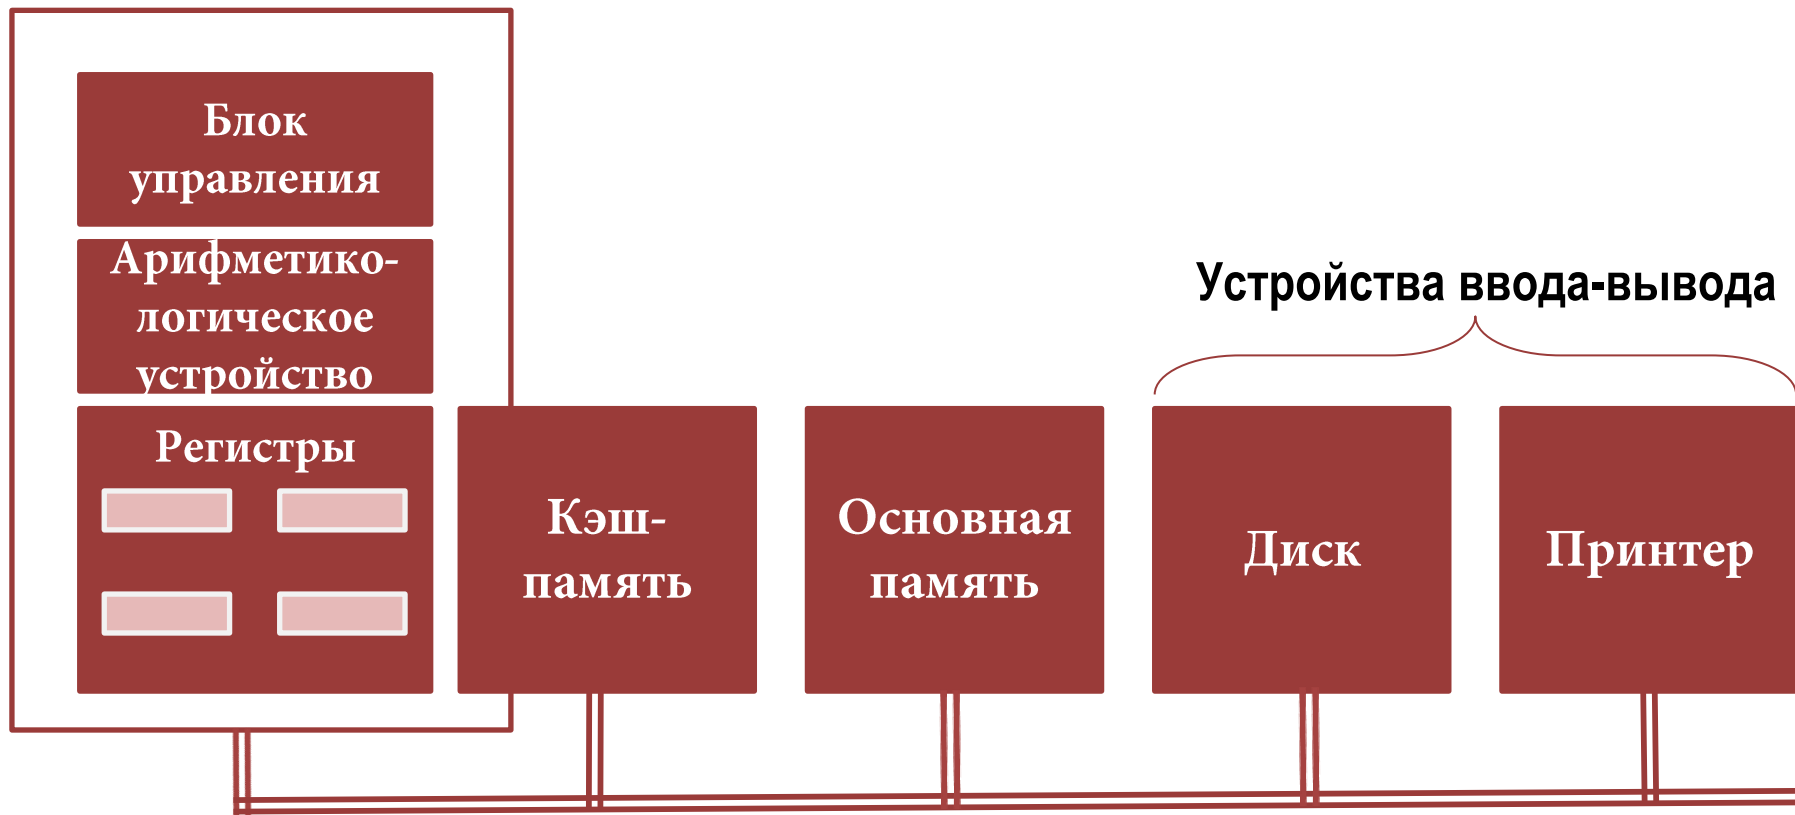 Блок
управления
Арифметико-
логическое
устройство
Регистры
Кэш-
память
Основная
память
Устройства ввода-вывода
Диск
Принтер